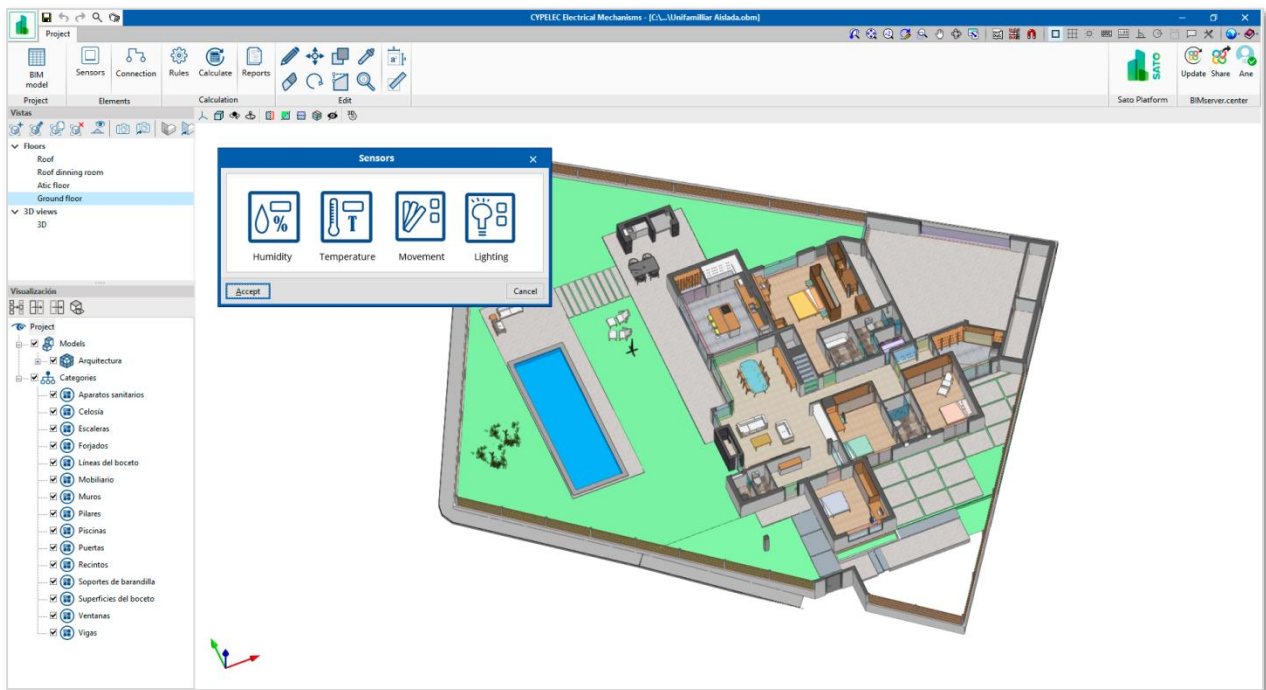 CYPELEC Electrical Mechanisms - [C:\...\Unifamilliar Aislada.obm]
Project
BIM model
Sensors
Connection
Rules
Calculate
Reports
SATO
Sato Platform
Update
Share
Ane
Project
Elements
Calculation
Edit
BIMserver.center
Vistas
Floors
Roof
Roof dinning room
Atic floor
Ground floor
3D views
3D
Visualización
Project
Models
Arquitectura
Categories
Aparatos sanitarios
Celosía
Escaleras
Forjados
Líneas del boceto
Mobiliario
Muros
Pilares
Piscinas
Puertas
Recintos
Soportes de barandilla
Superficies del boceto
Ventanas
Vigas
Sensors
%
T
Humidity
Temperature
Movement
Lighting
Accept
Cancel